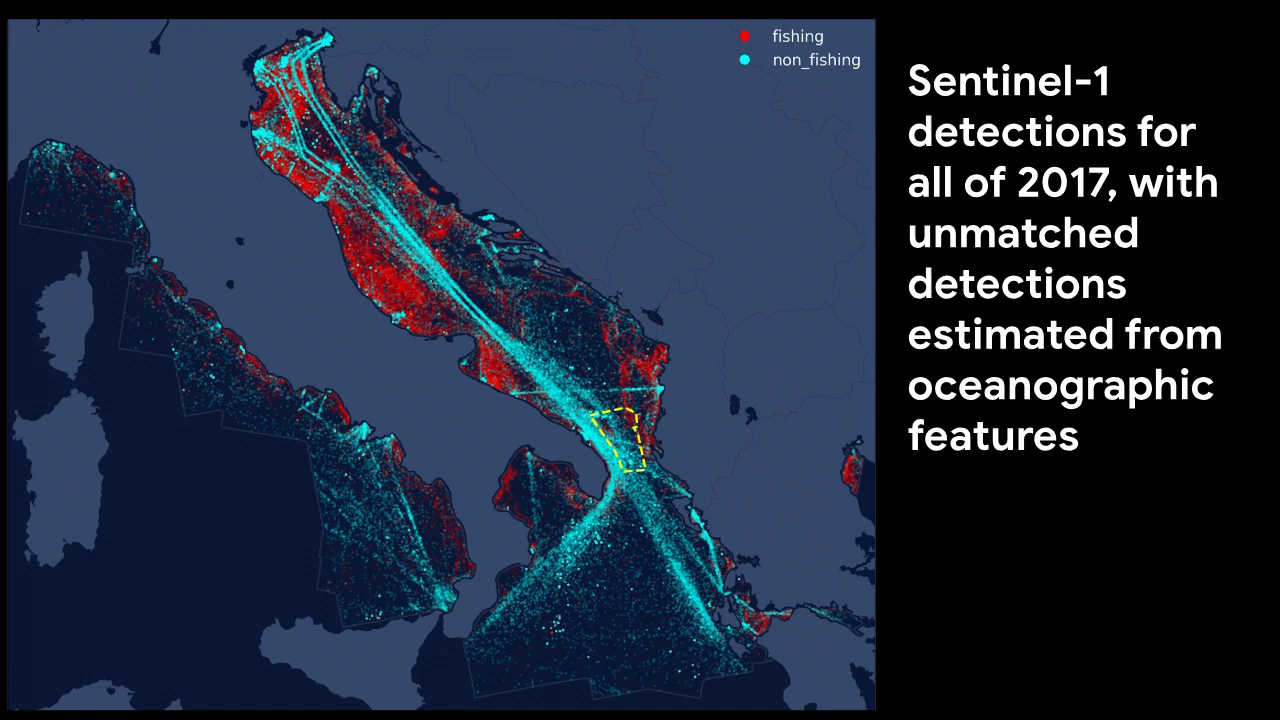 fishing
non_fishing
Sentinel-1
detections for
all of 2017, with
unmatched
detections
estimated from
oceanographic
features